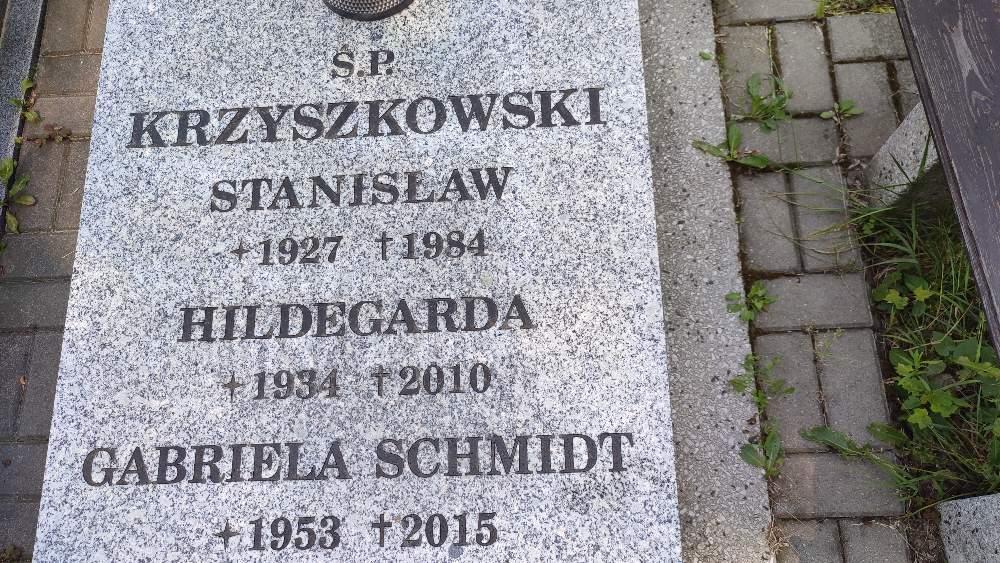 Ś.P.
KRZYSZKOWSKI
STANISŁAW
+1927 †1984
HILDEGARDA
+1934 †2010
GABRIELA SCHMIDT
+1953 †2015